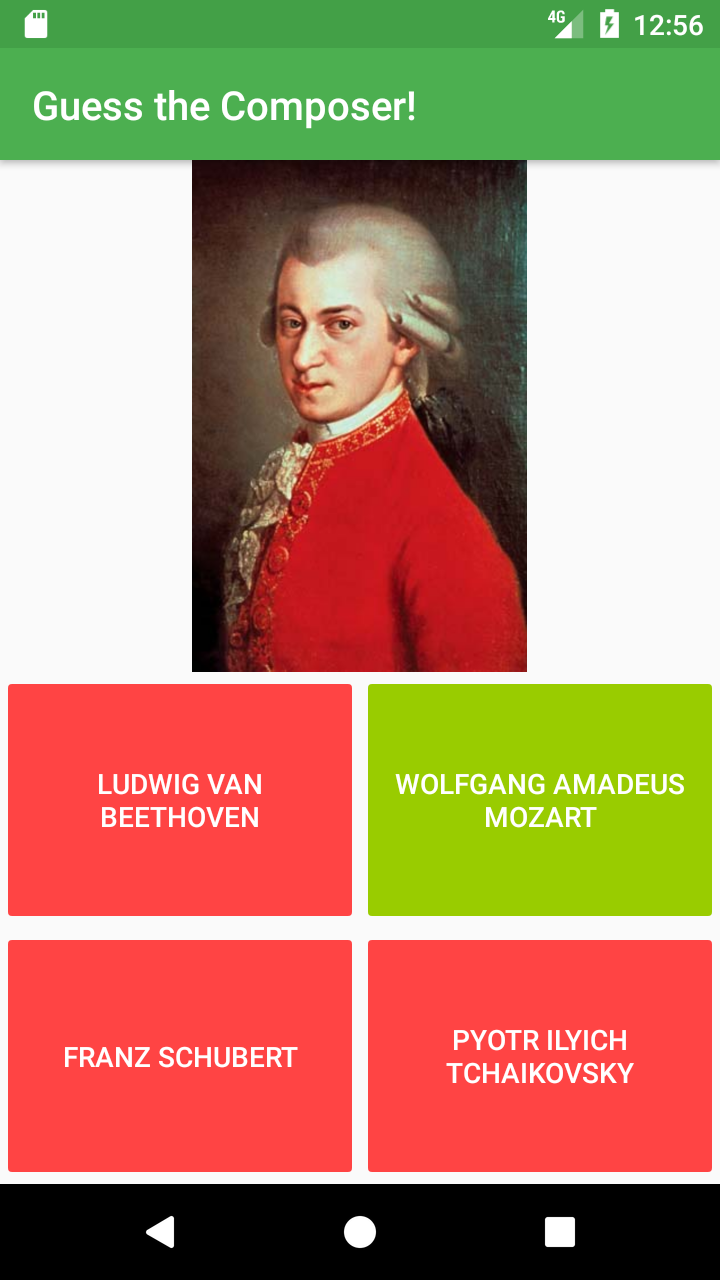 4G 12:56
Guess the Composer!
LUDWIG VAN
BEETHOVEN
WOLFGANG AMADEUS
MOZART
FRANZ SCHUBERT
PYOTR ILYICH
TCHAIKOVSKY